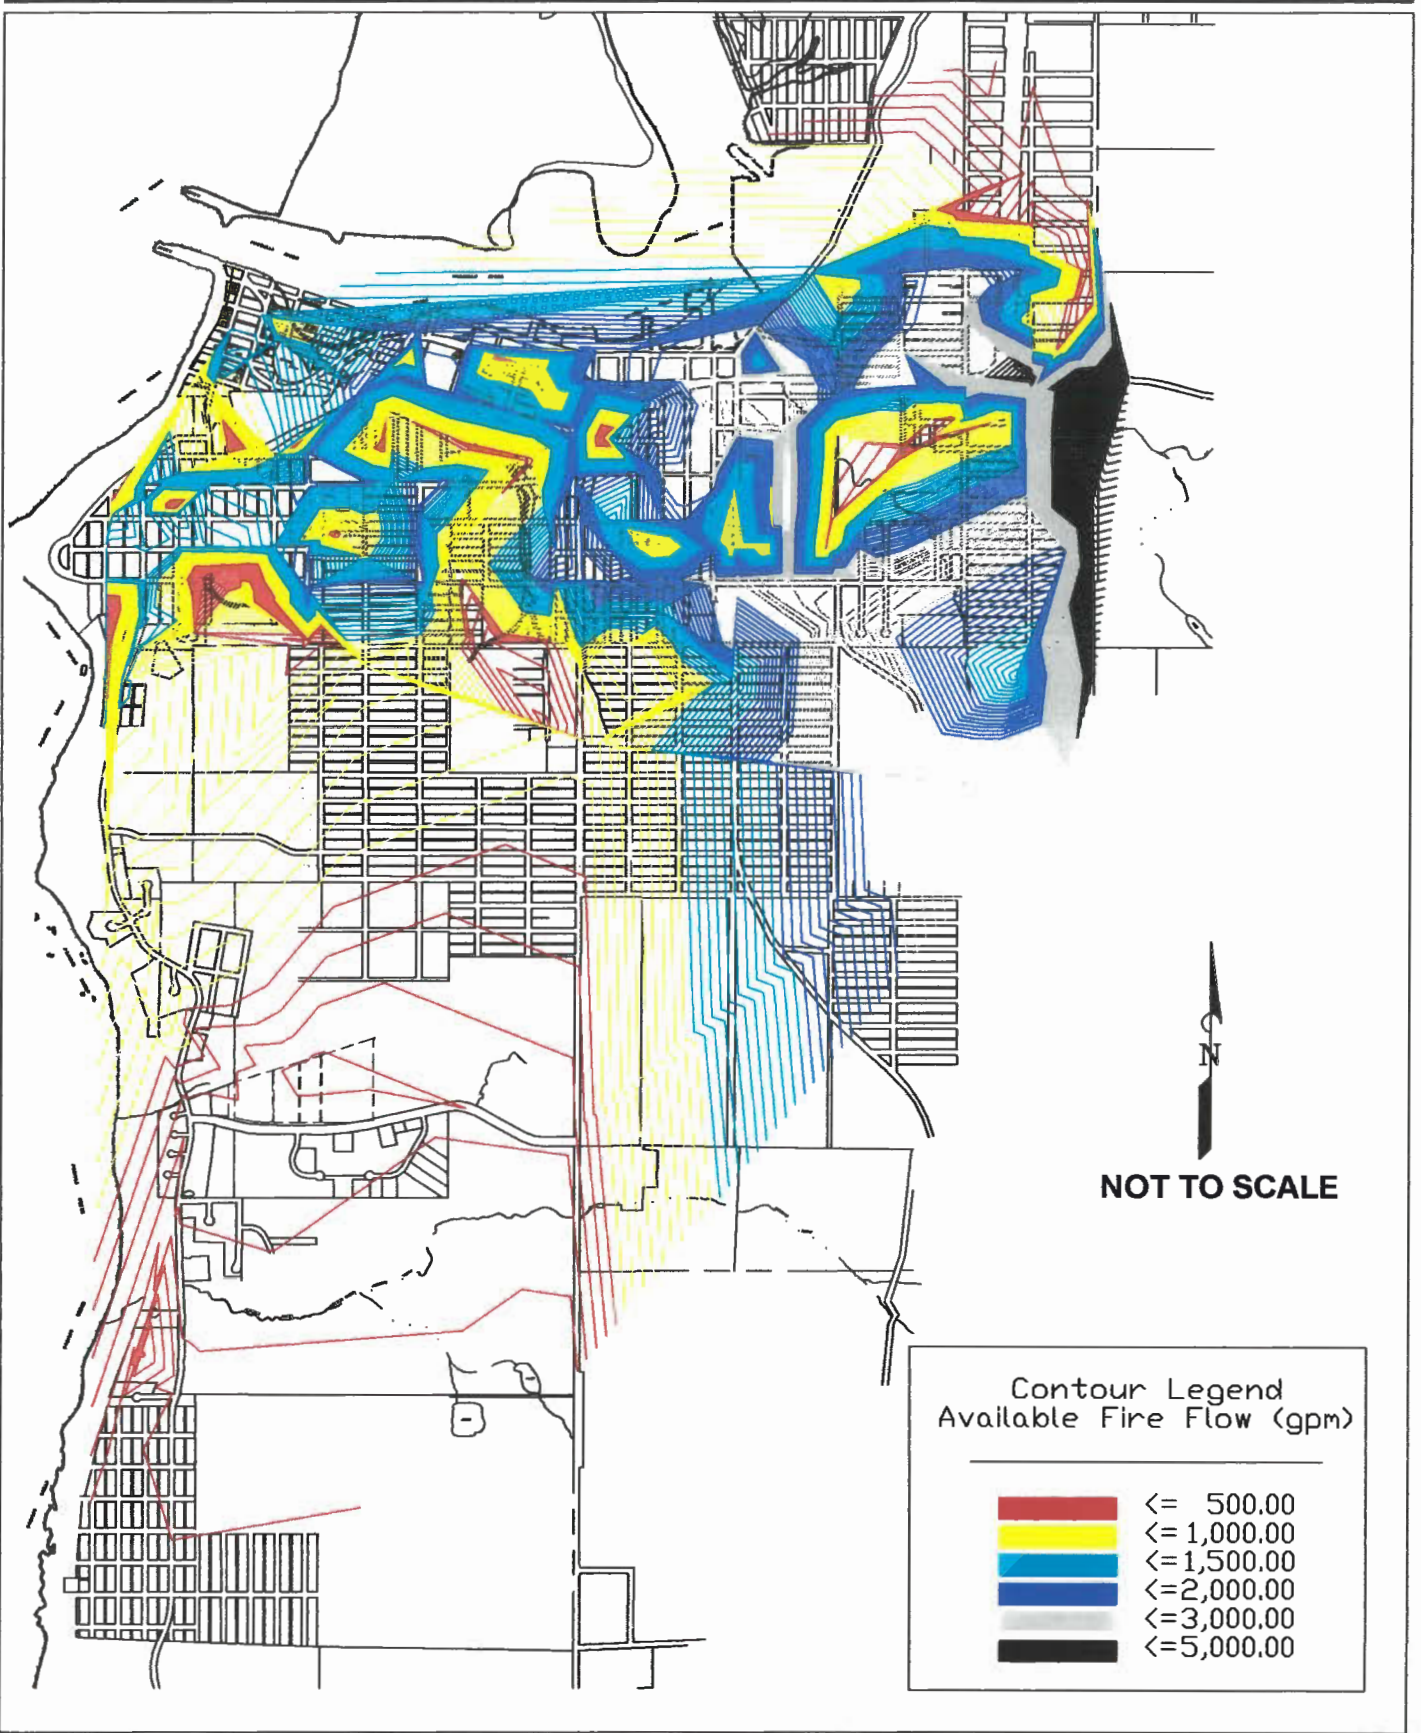 N
NOT TO SCALE
Contour Legend
Available Fire Flow (gpm)
<= 500.00
<= 1,000.00
<=1,500.00
<=2,000.00
<=3,000.00
<=5,000.00